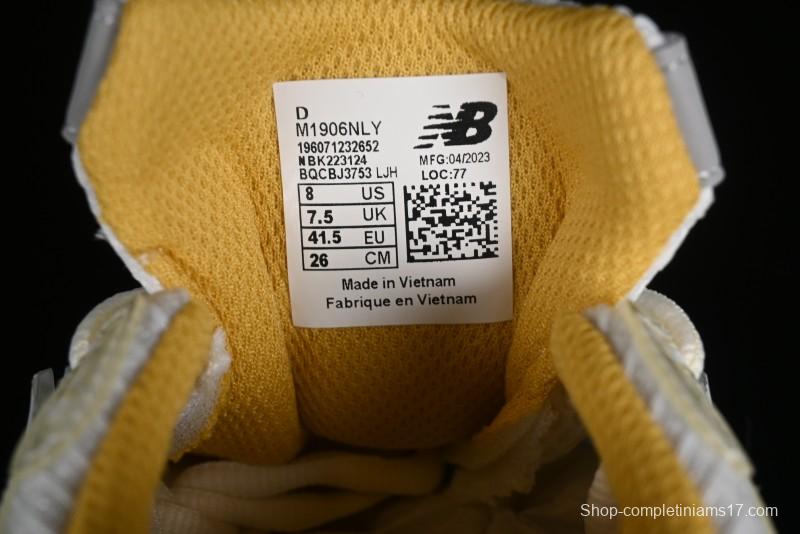 D
M1906NLY
196071232652
NBK223124
BQCBJ3753 LJH
NB
MFG:04/2023
LOC:77
8 US
7.5 UK
41.5 EU
26 CM
Made in Vietnam
Fabrique en Vietnam
Shop-completiniams17.com